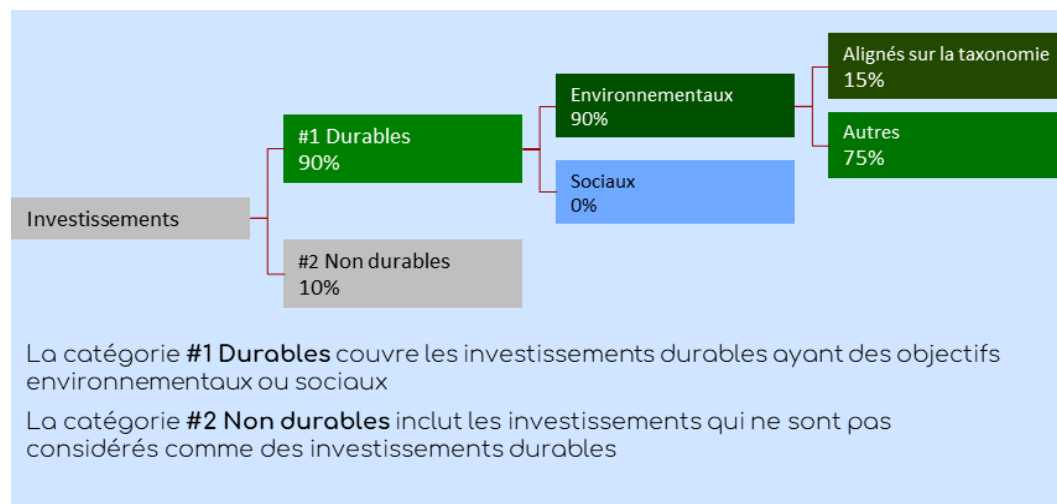 Alignés sur la taxonomie
15%
Environnementaux
90%
#1 Durables
90%
Autres
75%
Sociaux
0%
Investissements
#2 Non durables
10%
La catégorie #1 Durables couvre les investissements durables ayant des objectifs
environnementaux ou sociaux
La catégorie #2 Non durables inclut les investissements qui ne sont pas
considérés comme des investissements durables